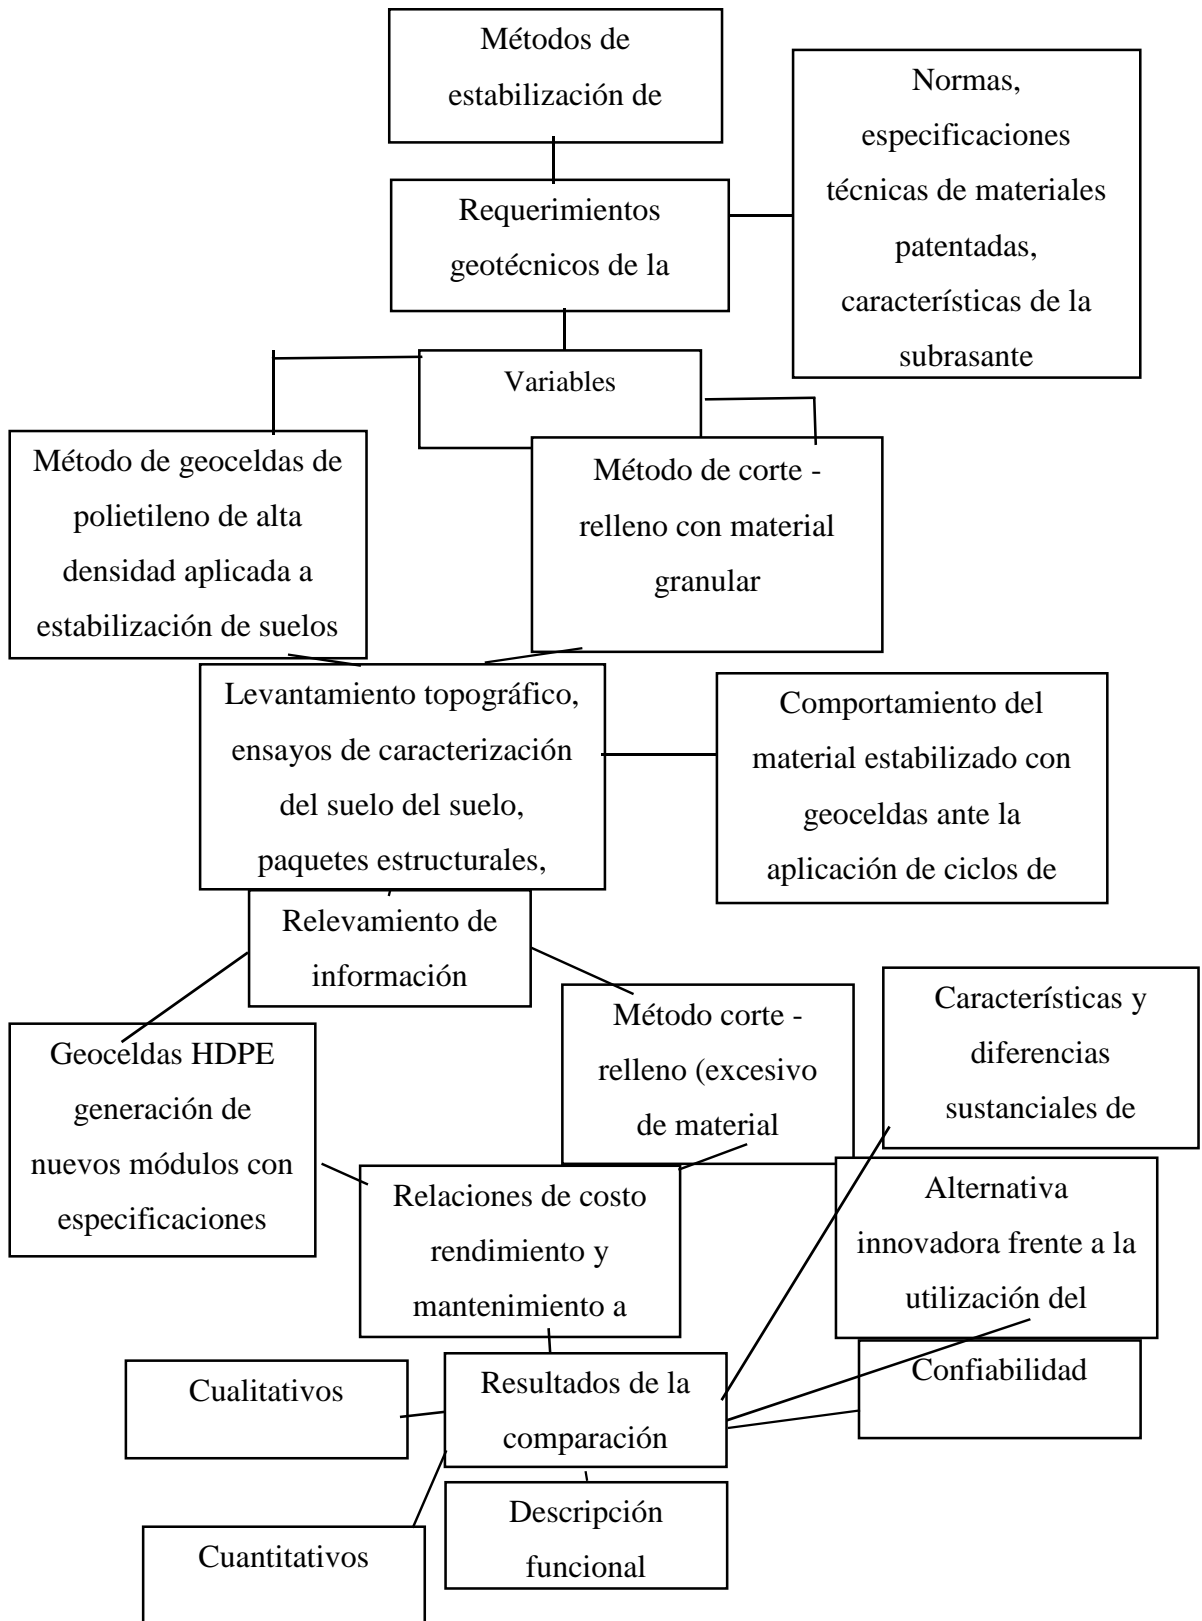 Métodos de
estabilización de
Normas,
especificaciones
técnicas de materiales
patentadas,
características de la
subrasante
Requerimientos
geotécnicos de la
Variables
Método de geoceldas de
polietileno de alta
densidad aplicada a
estabilización de suelos
Método de corte -
relleno con material
granular
Levantamiento topográfico,
ensayos de caracterización
del suelo del suelo,
paquetes estructurales,
Comportamiento del
material estabilizado con
geoceldas ante la
aplicación de ciclos de
Relevamiento de
información
Geoceldas HDPE
generación de
nuevos módulos con
especificaciones
Método corte -
relleno (excesivo
de material
Características y
diferencias
sustanciales de
Relaciones de costo
rendimiento y
mantenimiento a
Alternativa
innovadora frente a la
utilización del
Cualitativos
Resultados de la
comparación
Confiabilidad
Cuantitativos
Descripción
funcional